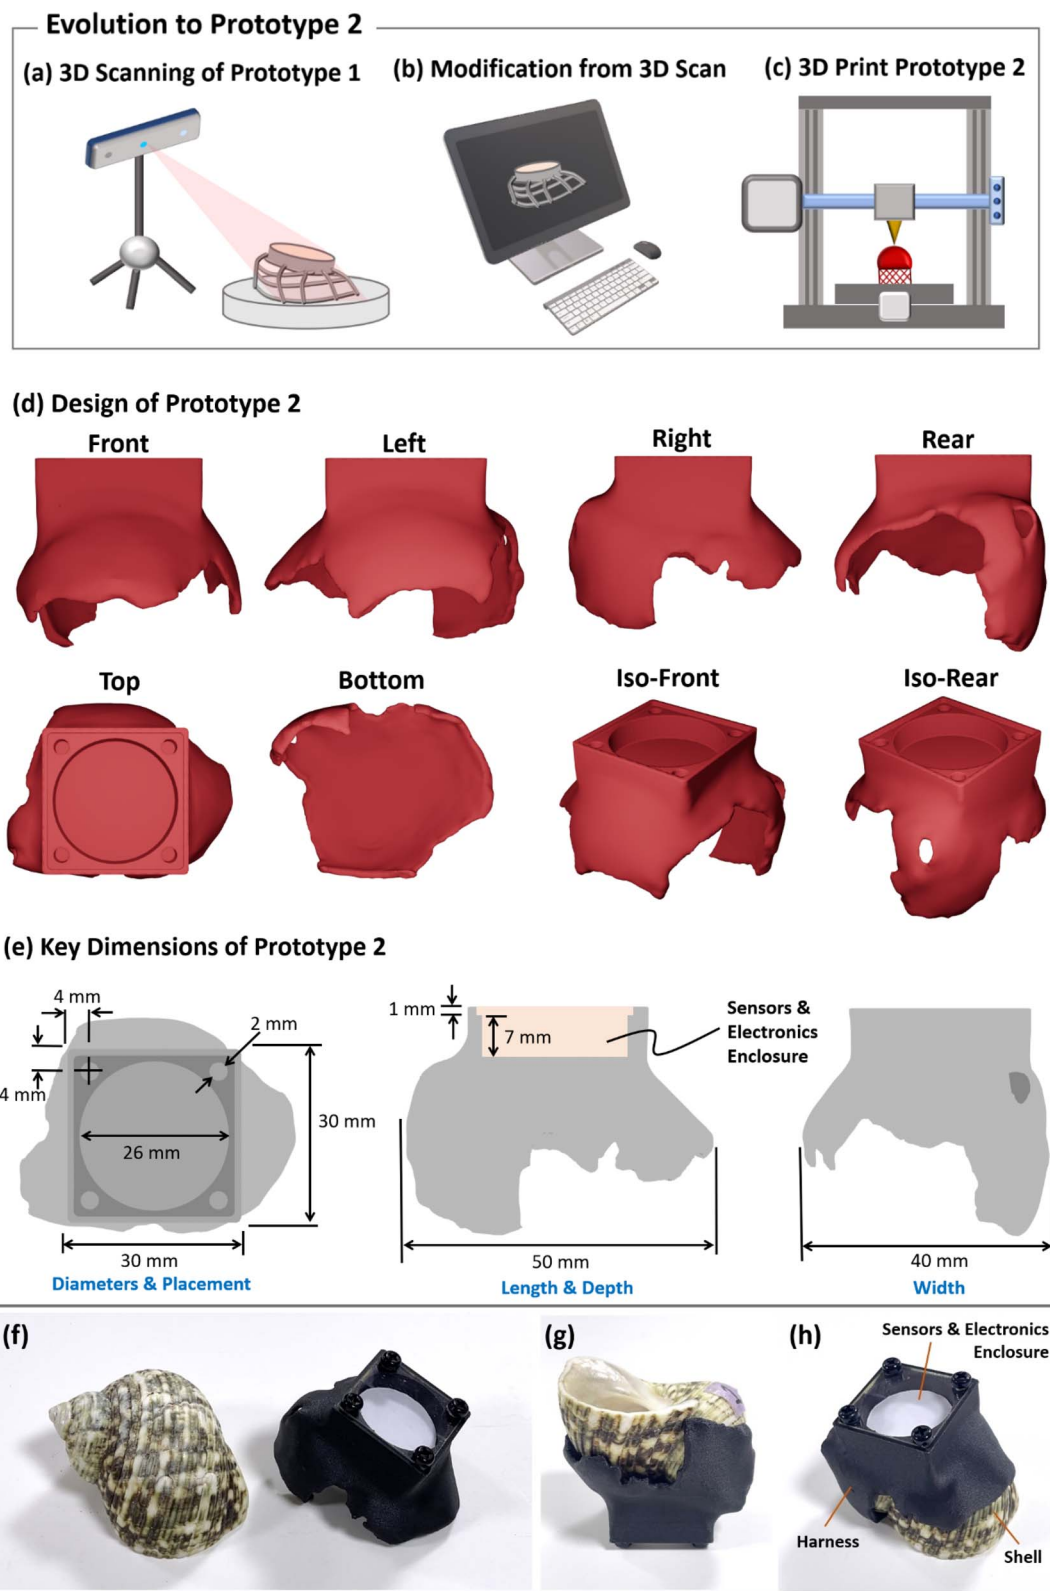 Evolution to Prototype 2
(a) 3D Scanning of Prototype 1
(b) Modification from 3D Scan
(c) 3D Print Prototype 2
(d) Design of Prototype 2
Front
Left
Right
Rear
Top
Bottom
Iso-Front
Iso-Rear
(e) Key Dimensions of Prototype 2
4 mm
2 mm
4 mm
30 mm
26 mm
30 mm
Diameters & Placement
1 mm
7 mm
Sensors &
Electronics
Enclosure
50 mm
Length & Depth
40 mm
Width
(f)
(g)
(h)
Sensors & Electronics
Enclosure
Harness
Shell